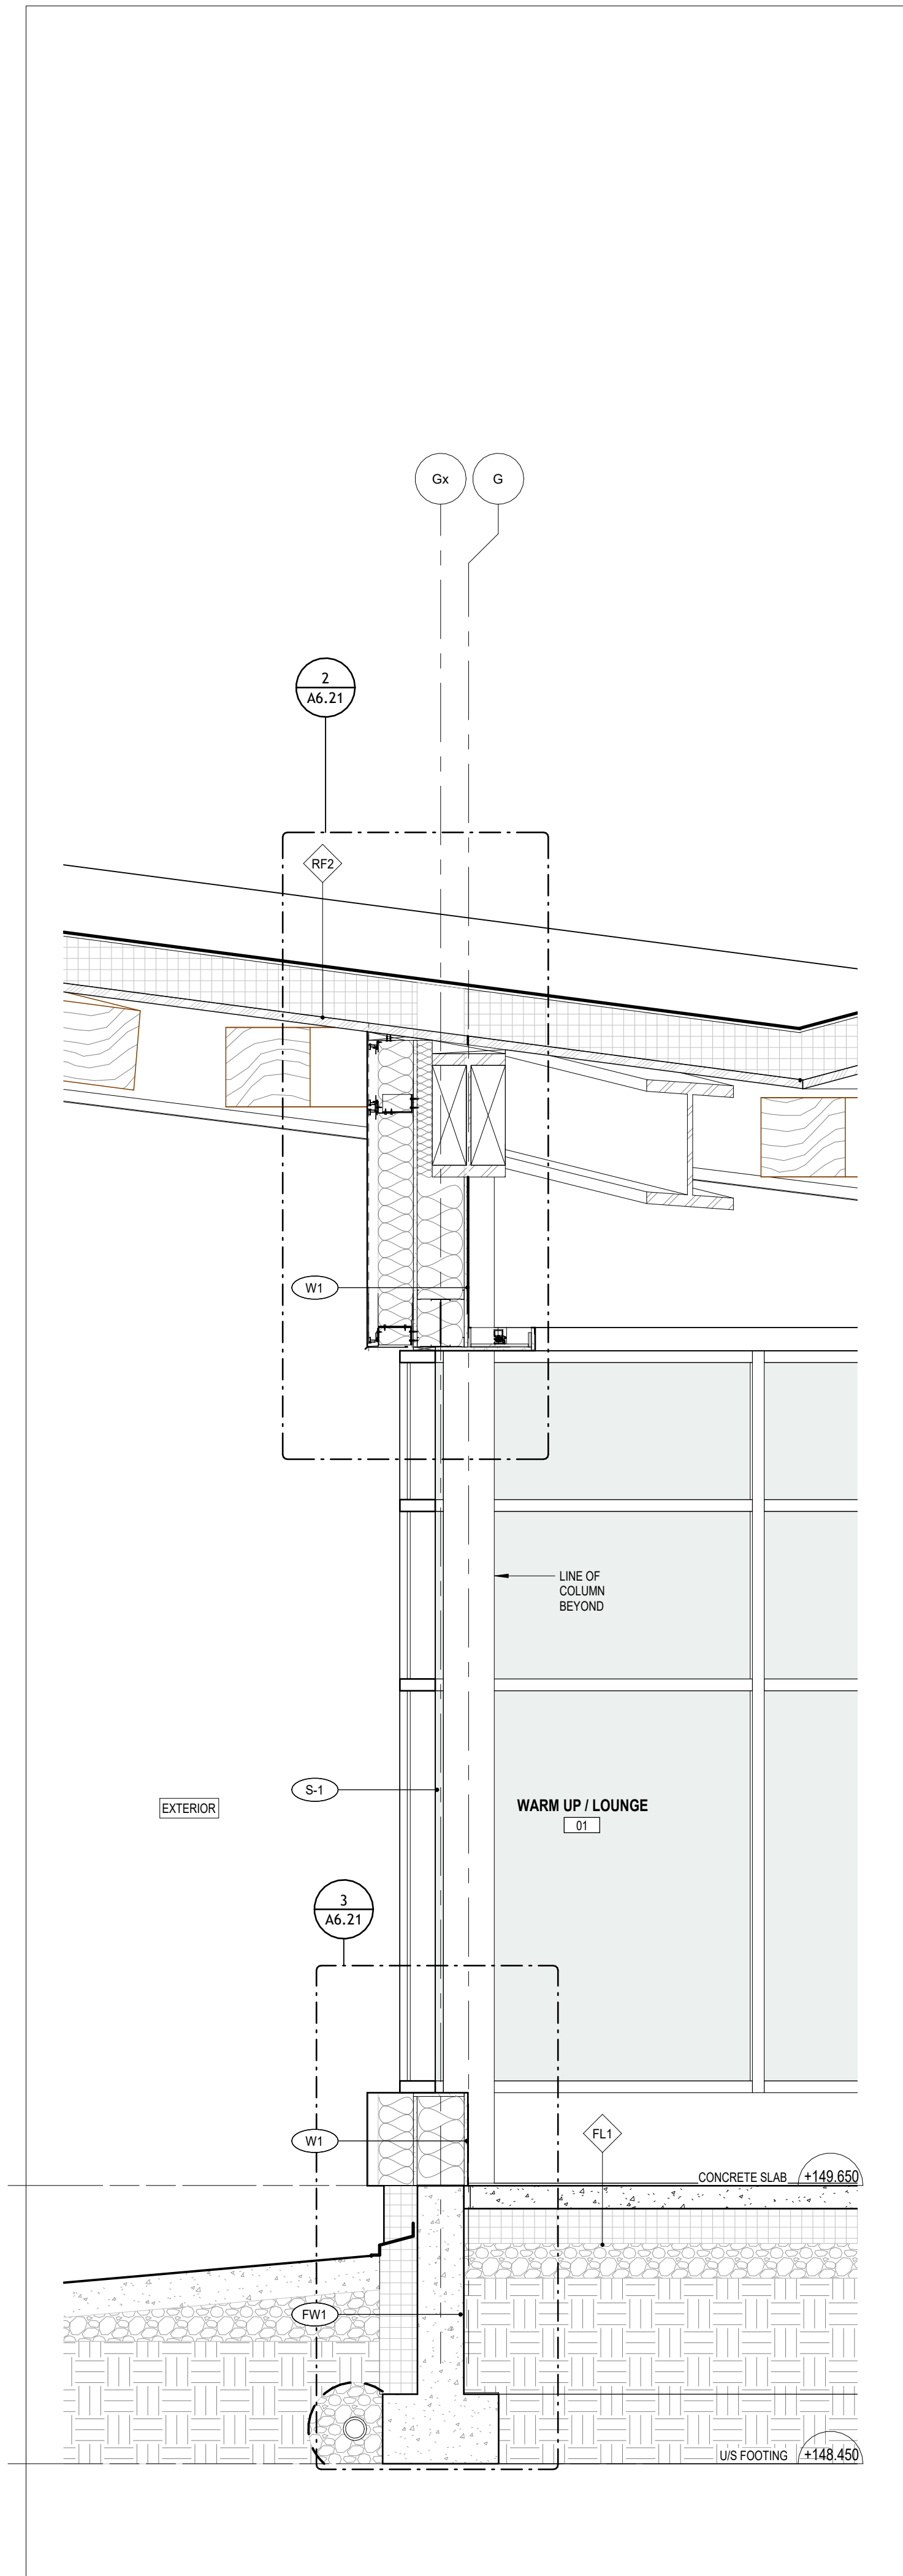 Gx
G
2
A6.21
RF2
W1
LINE OF
COLUMN
BEYOND
S-1
EXTERIOR
WARM UP / LOUNGE
01
3
A6.21
W1
FL1
CONCRETE SLAB
+149.650
FW1
U/S FOOTING
+148.450